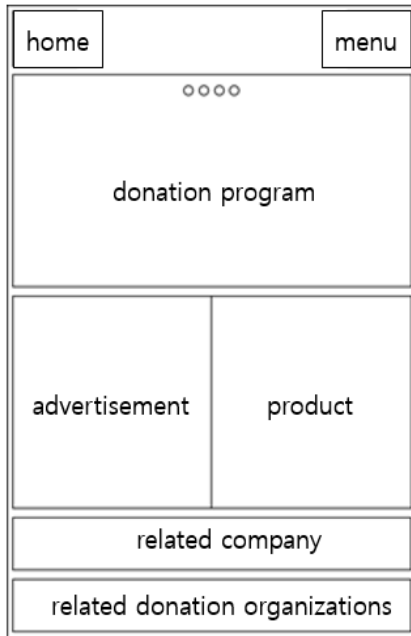 home
menu
donation program
advertisement
product
related company
related donation organizations